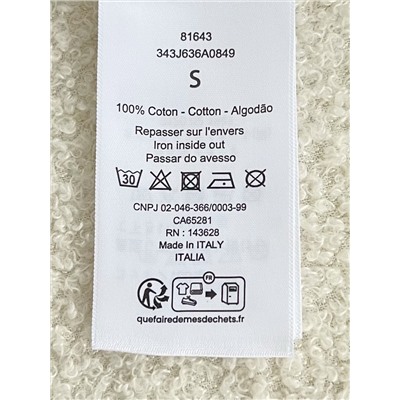 81643
343J636A0849
S
100% Coton - Cotton - Algodão
Repasser sur l'envers
Iron inside out
Passar do avesso
30
CNPJ 02-046-366/0003-99
CA65281
RN : 143628
Made In ITALY
ITALIA
FR
quefairedemesdechets.fr